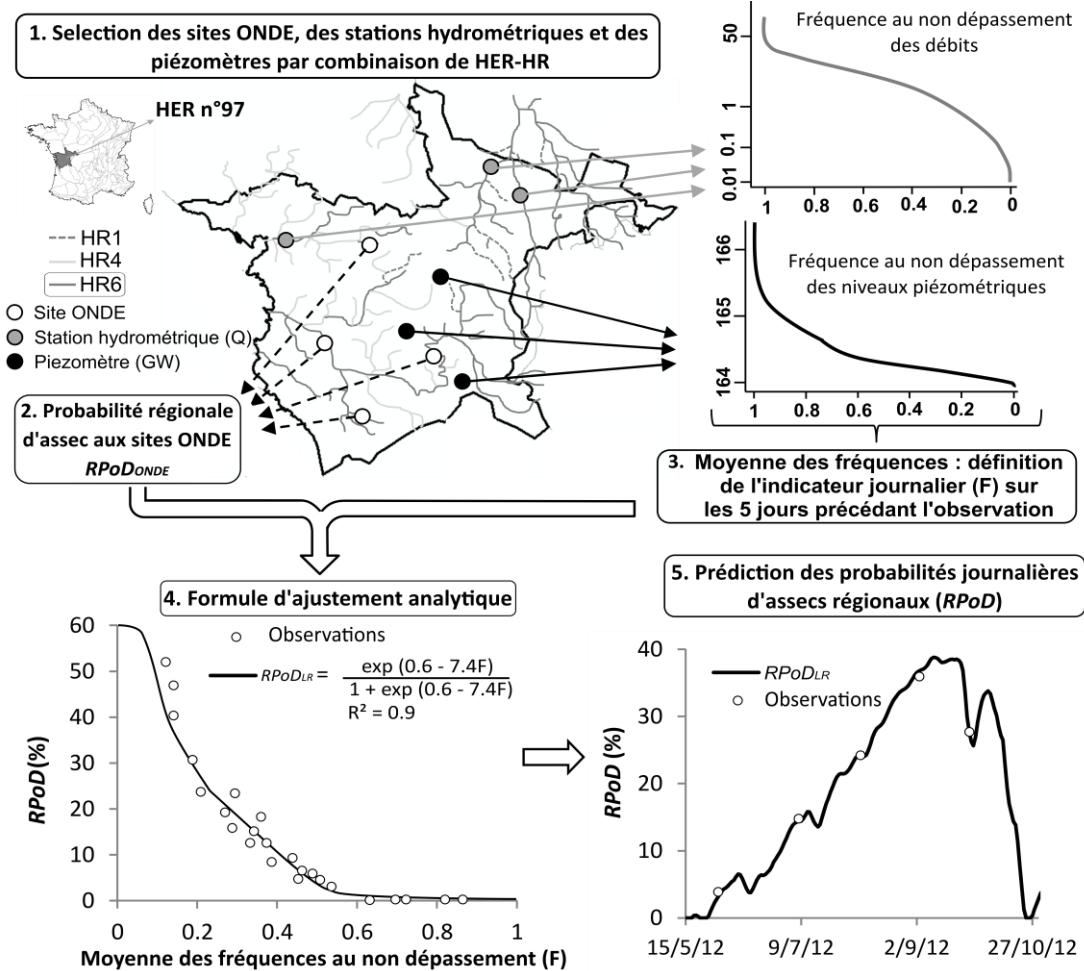 1. Selection des sites ONDE, des stations hydrométriques et des
piézomètres par combinaison de HER-HR
HER n°97
HR1
HR4
HR6
Site ONDE
Station hydrométrique (Q)
Piezomètre (GW)
Fréquence au non dépassement
des débits
50
1
0.1
0.01
1 0.8 0.6 0.4 0.2 0
Fréquence au non dépassement
des niveaux piézométriques
166
165
164
1 0.8 0.6 0.4 0.2 0
2. Probabilité régionale
d'assec aux sites ONDE
RPoDONDE
3. Moyenne des fréquences : définition
de l'indicateur journalier (F) sur
les 5 jours précédant l'observation
4. Formule d'ajustement analytique
Observations
RPoDLR = exp (0.6 - 7.4F)
1 + exp (0.6 - 7.4F)
R² = 0.9
RPoD(%)
60
50
40
30
20
10
0
0 0.2 0.4 0.6 0.8 1
Moyenne des fréquences au non dépassement (F)
5. Prédiction des probabilités journalières
d'assecs régionaux (RPoD)
RPoDLR
Observations
RPoD (%)
40
30
20
10
0
15/5/12 9/7/12 2/9/12 27/10/12